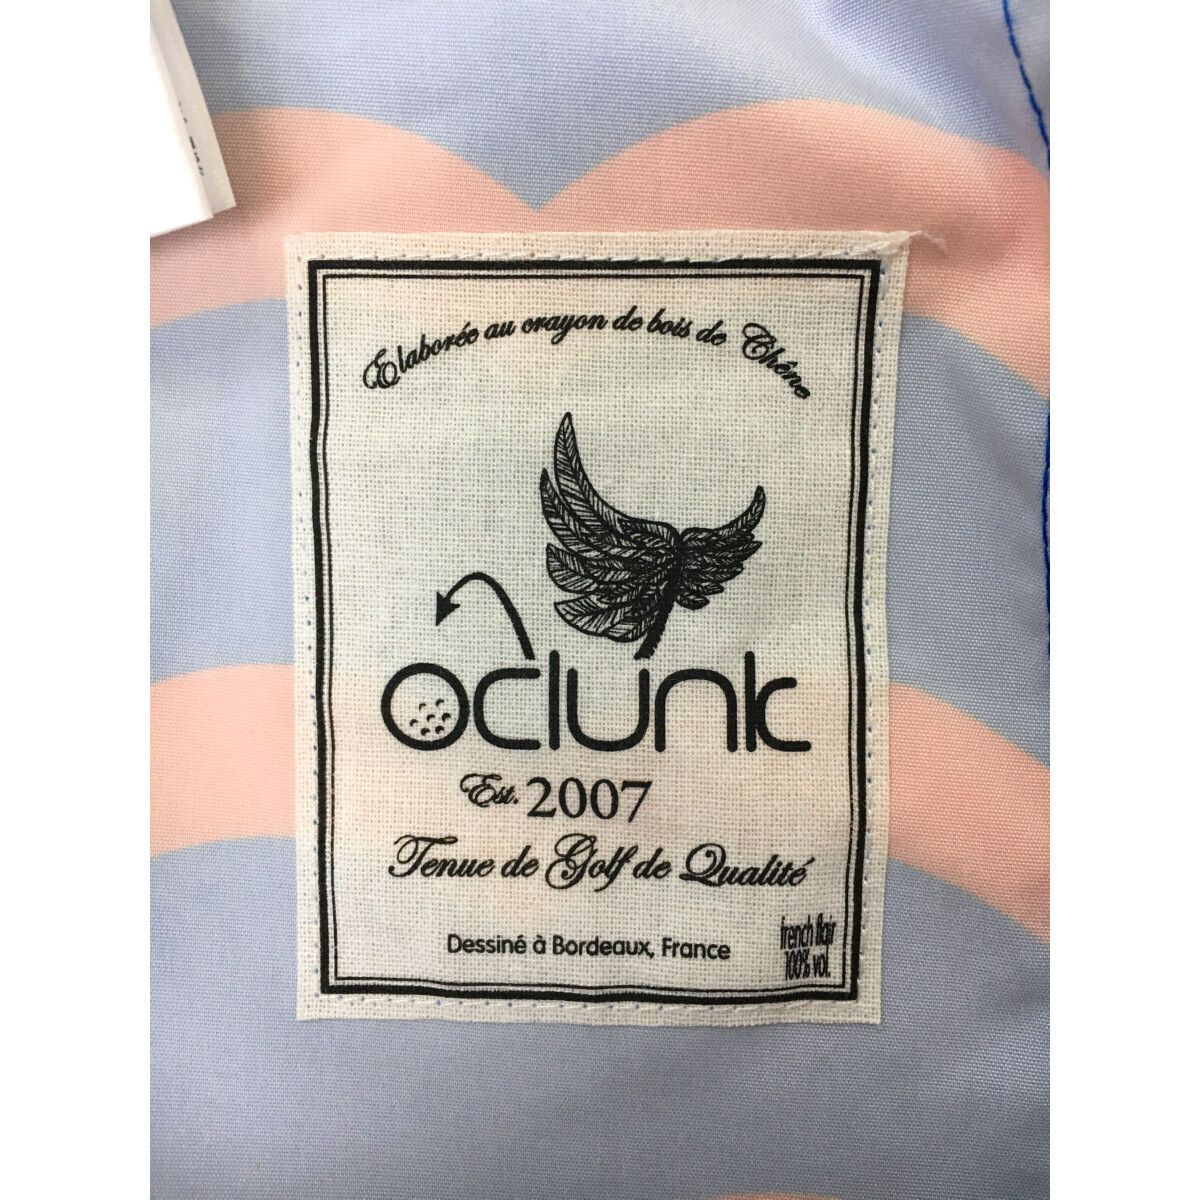 Elaborée au crayon de bois de Chêne
oclunk
Est. 2007
Tenue de Golf de Qualité
Dessiné à Bordeaux, France
french flair
100% vol.